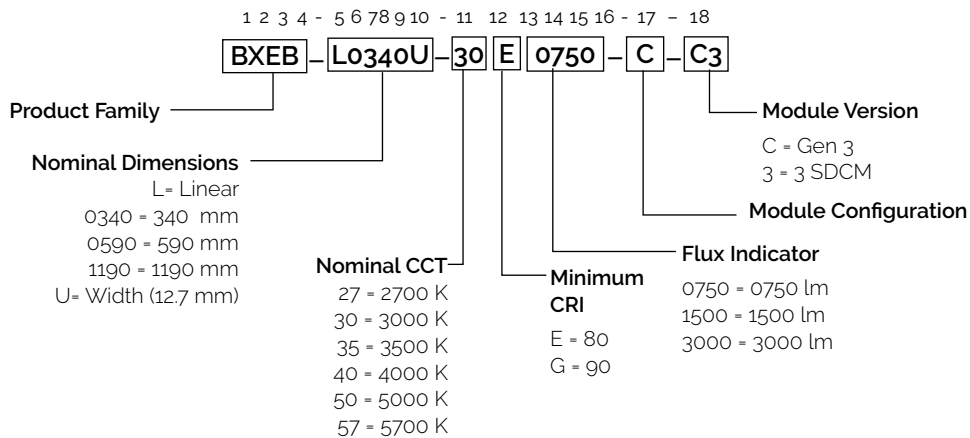 1 2 3 4 - 5 6 78 9 10 - 11 12 13 14 15 16 - 17 - 18
BXEB - L0340U - 30 E 0750 - C - C3
Product Family
Nominal Dimensions
L= Linear
0340 = 340 mm
0590 = 590 mm
1190 = 1190 mm
U= Width (12.7 mm)
Nominal CCT
27 = 2700 K
30 = 3000 K
35 = 3500 K
40 = 4000 K
50 = 5000 K
57 = 5700 K
Minimum
CRI
E = 80
G = 90
Flux Indicator
0750 = 0750 lm
1500 = 1500 lm
3000 = 3000 lm
Module Configuration
Module Version
C = Gen 3
3 = 3 SDCM